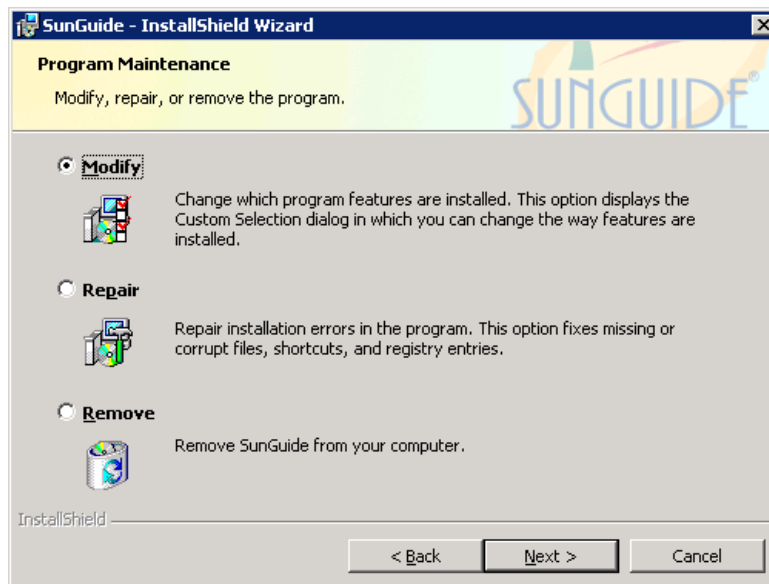 SunGuide - InstallShield Wizard
Program Maintenance
Modify, repair, or remove the program.
SUNGUIDE®
Modify
Change which program features are installed. This option displays the
Custom Selection dialog in which you can change the way features are
installed.
Repair
Repair installation errors in the program. This option fixes missing or
corrupt files, shortcuts, and registry entries.
Remove
Remove SunGuide from your computer.
InstallShield
< Back
Next >
Cancel